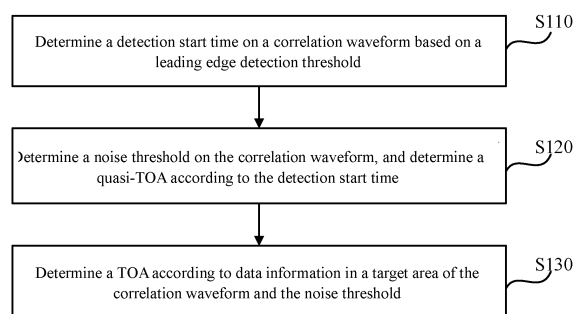 S110
Determine a detection start time on a correlation waveform based on a
leading edge detection threshold
S120
Determine a noise threshold on the correlation waveform, and determine a
quasi-TOA according to the detection start time
S130
Determine a TOA according to data information in a target area of the
correlation waveform and the noise threshold